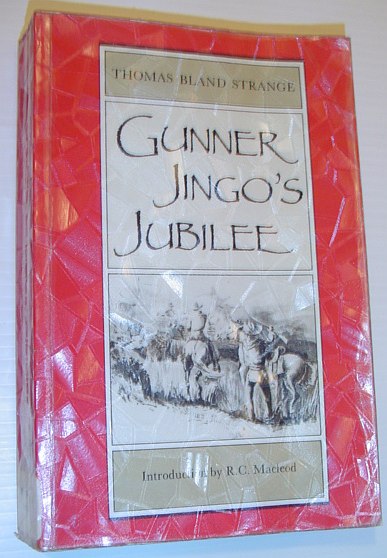 THOMAS BLAND STRANGE
GUNNER
JINGO'S
JUBILEE
Introduction by R.C. Macleod